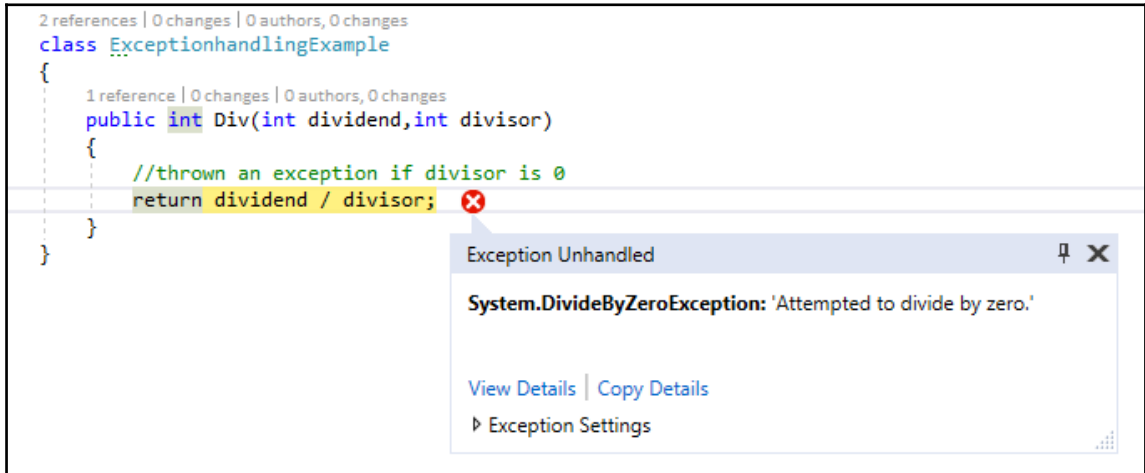 2 references | 0 changes | 0 authors, 0 changes
class ExceptionhandlingExample
{
1 reference | 0 changes | 0 authors, 0 changes
public int Div(int dividend,int divisor)
{
//thrown an exception if divisor is 0
return dividend / divisor;
}
}
Exception Unhandled
System.DivideByZeroException: 'Attempted to divide by zero.'
View Details | Copy Details
Exception Settings